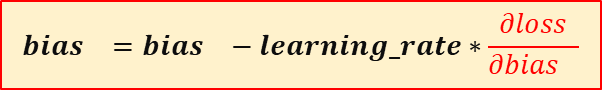 bias = bias - learning_rate * ∂loss/∂bias